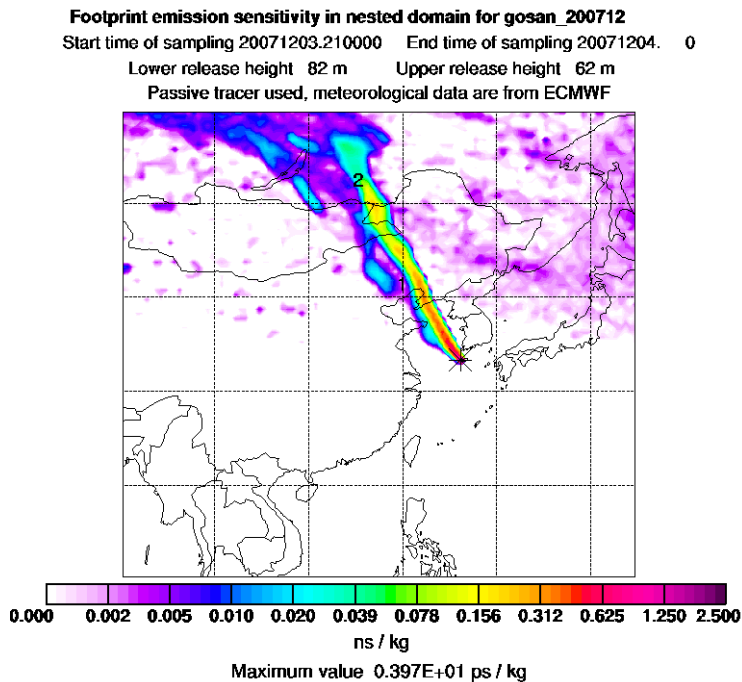 Footprint emission sensitivity in nested domain for gosan_200712
Start time of sampling 20071203.210000 End time of sampling 20071204. 0
Lower release height 82 m Upper release height 62 m
Passive tracer used, meteorological data are from ECMWF
2
1
0.000 0.002 0.005 0.010 0.020 0.039 0.078 0.156 0.312 0.625 1.250 2.500
ns / kg
Maximum value 0.397E+01 ps / kg